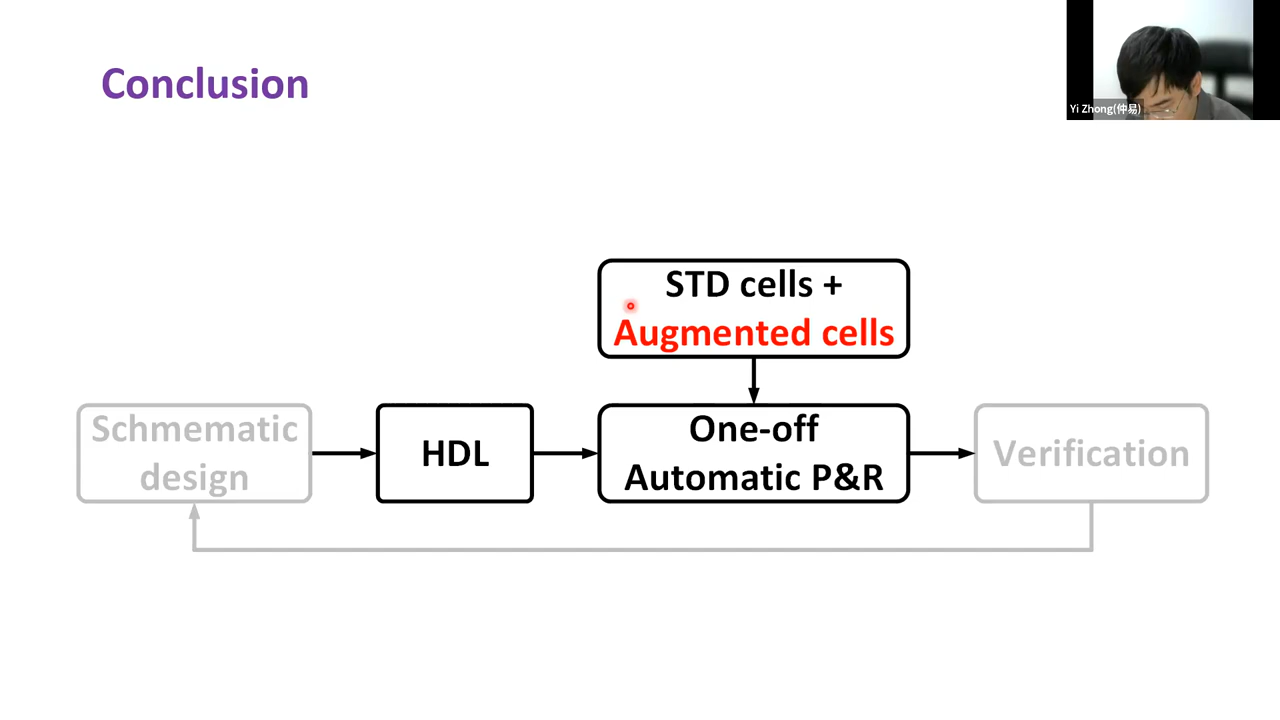 Conclusion
Yi Zhong(仲易)
STD cells +
Augmented cells
Schmematic
design
HDL
One-off
Automatic P&R
Verification